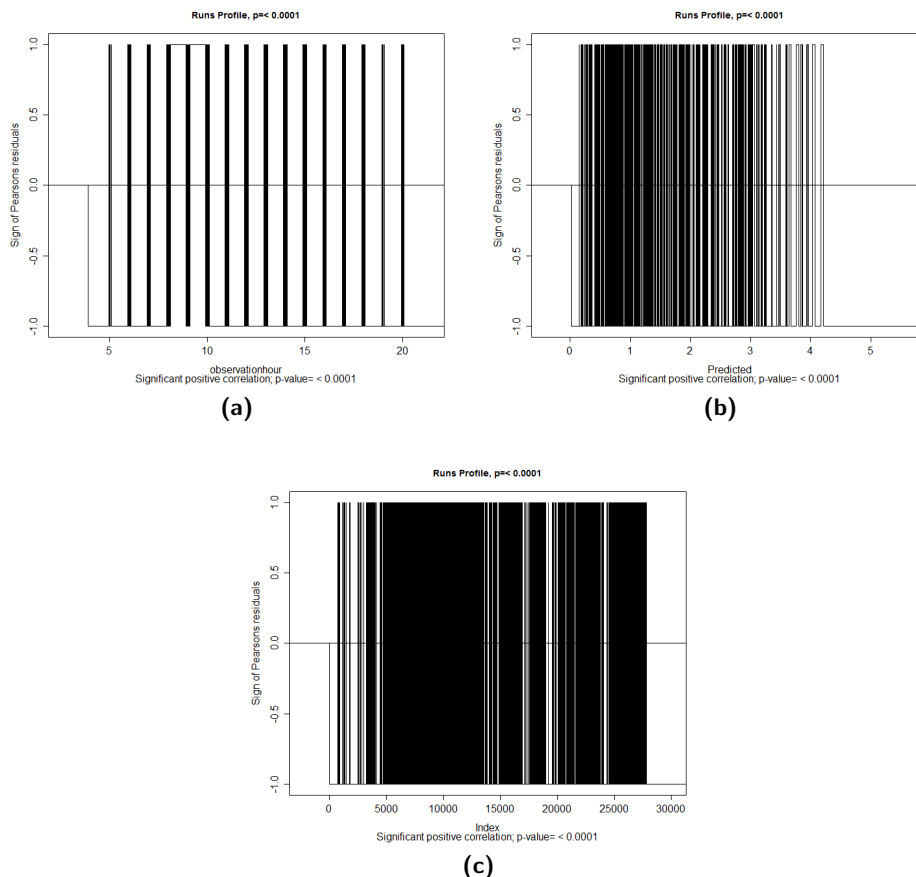 Runs Profile, p=< 0.0001
Sign of Pearsons residuals
1.0
0.5
0.0
-0.5
-1.0
5 10 15 20
observationhour
Significant positive correlation; p-value= < 0.0001
(a)
Runs Profile, p=< 0.0001
Sign of Pearsons residuals
1.0
0.5
0.0
-0.5
-1.0
0 1 2 3 4 5
Predicted
Significant positive correlation; p-value= < 0.0001
(b)
Runs Profile, p=< 0.0001
Sign of Pearsons residuals
1.0
0.5
0.0
-0.5
-1.0
0 5000 10000 15000 20000 25000 30000
Index
Significant positive correlation; p-value= < 0.0001
(c)